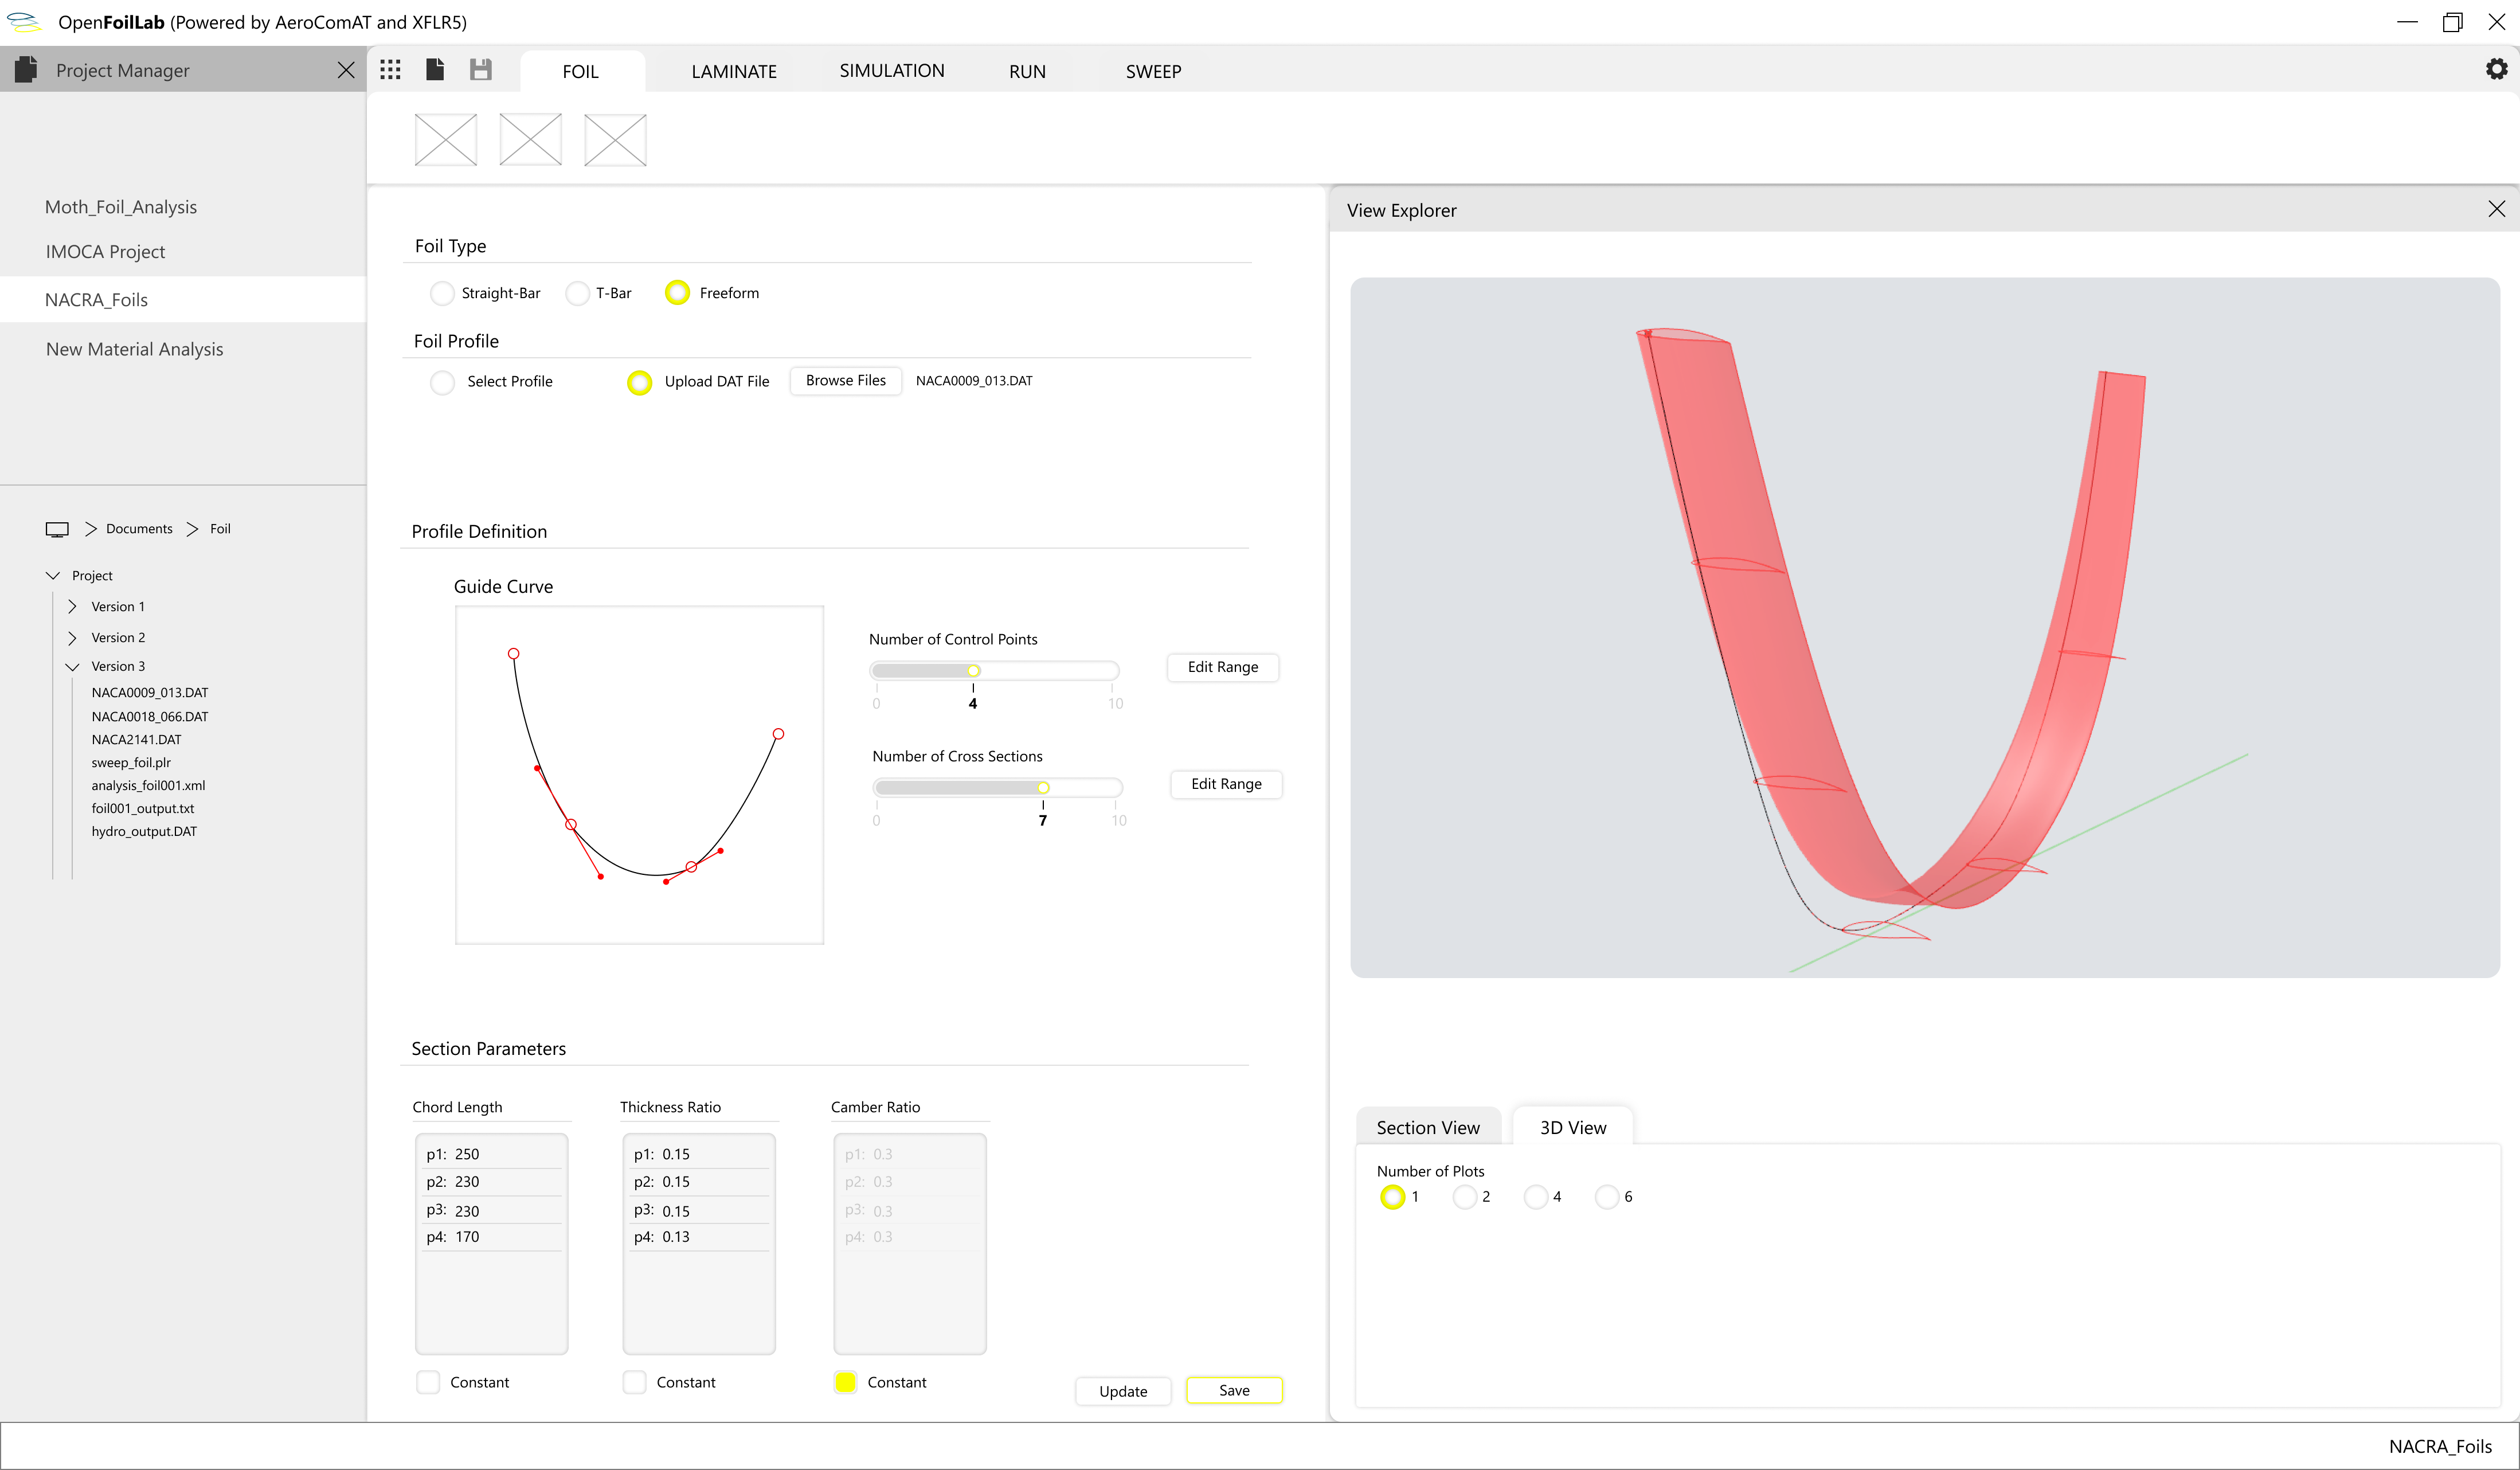 OpenFoilLab (Powered by AeroComAT and XFLR5)
Project Manager
FOIL LAMINATE SIMULATION RUN SWEEP
Moth_Foil_Analysis
IMOCA Project
NACRA_Foils
New Material Analysis
Documents Foil
Project
Version 1
Version 2
Version 3
NACA0009_013.DAT
NACA0018_066.DAT
NACA2141.DAT
sweep_foil.plr
analysis_foil001.xml
foil001_output.txt
hydro_output.DAT
Foil Type
Straight-Bar T-Bar Freeform
Foil Profile
Select Profile Upload DAT File Browse Files NACA0009_013.DAT
Profile Definition
Guide Curve
Number of Control Points
Edit Range
0 4 10
Number of Cross Sections
Edit Range
0 7 10
Section Parameters
Chord Length
p1: 250
p2: 230
p3: 230
p4: 170
Constant
Thickness Ratio
p1: 0.15
p2: 0.15
p3: 0.15
p4: 0.13
Constant
Camber Ratio
p1: 0.3
p2: 0.3
p3: 0.3
p4: 0.3
Constant
Update Save
View Explorer
Section View 3D View
Number of Plots
1 2 4 6
NACRA_Foils